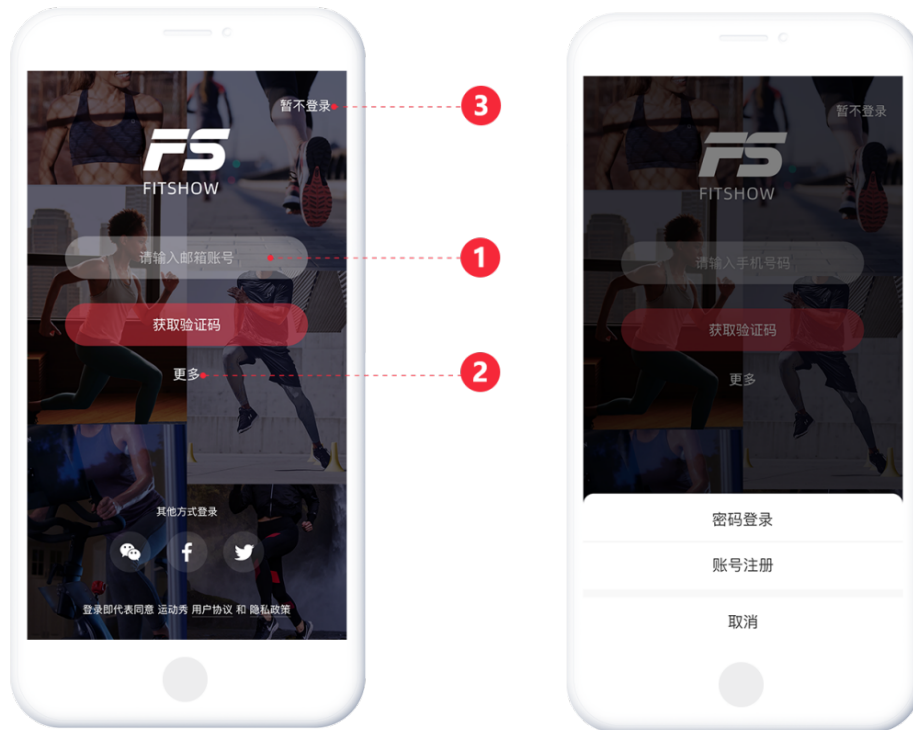 暂不登录
3
FS
FITSHOW
请输入邮箱账号
1
获取验证码
更多
2
其他方式登录
登录即代表同意 运动秀 用户协议 和 隐私政策
暂不登录
FS
FITSHOW
请输入手机号码
获取验证码
更多
密码登录
账号注册
取消